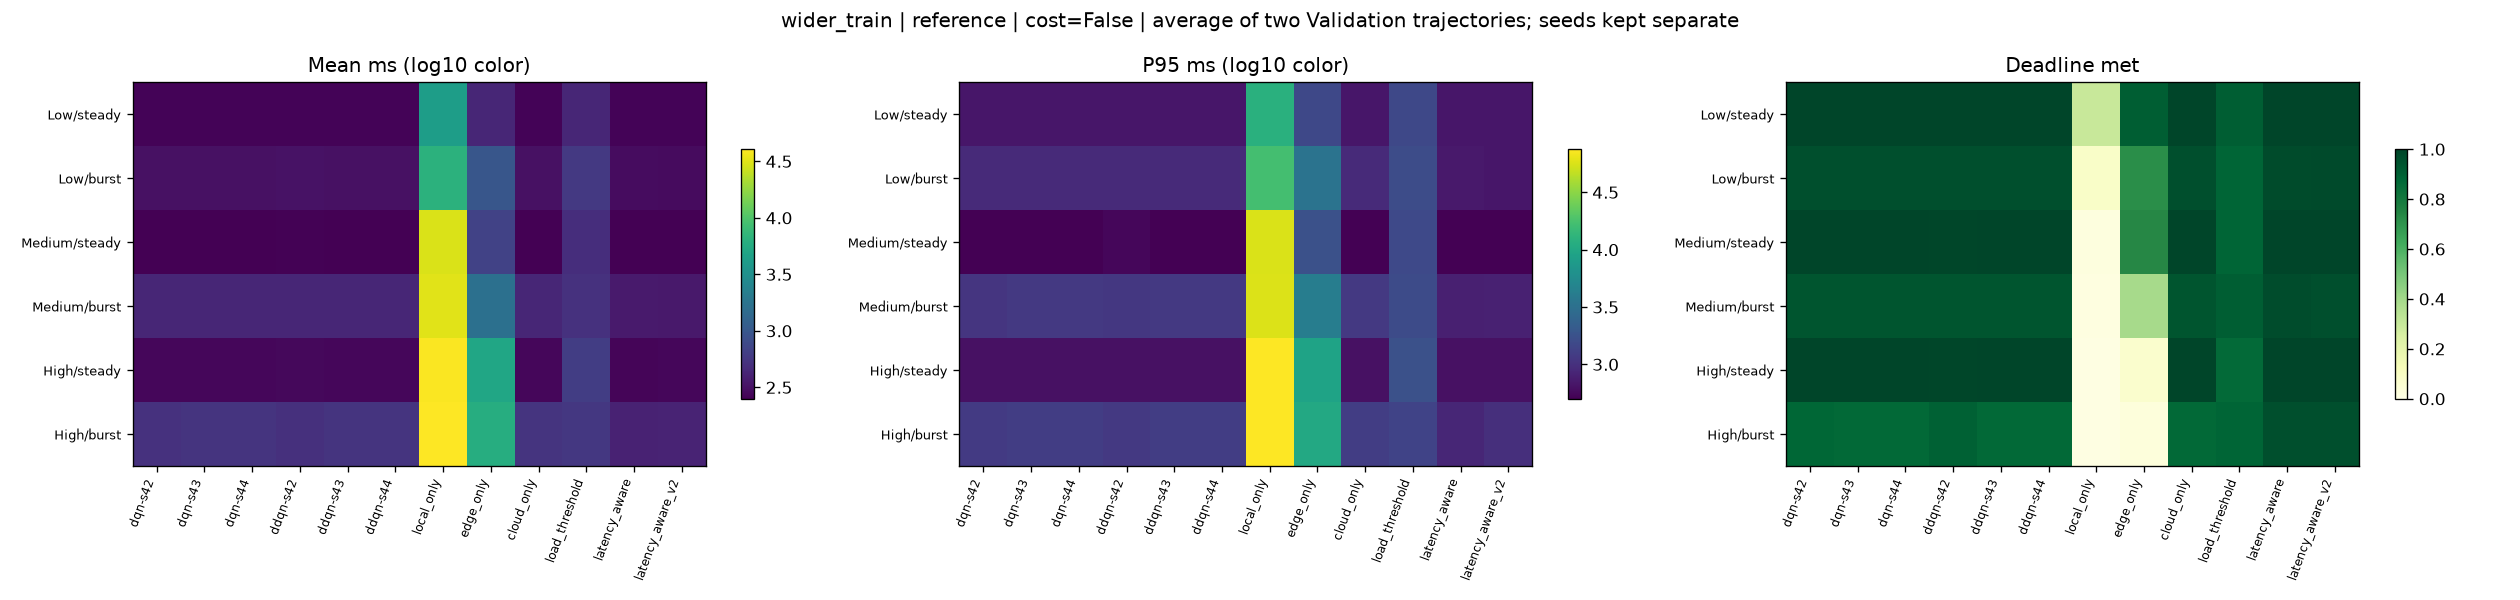 wider_train | reference | cost=False | average of two Validation trajectories; seeds kept separate
Mean ms (log10 color)
Low/steady
Low/burst
Medium/steady
Medium/burst
High/steady
High/burst
dqn-s42
dqn-s43
dqn-s44
ddqn-s42
ddqn-s43
ddqn-s44
local_only
edge_only
cloud_only
load_threshold
latency_aware
latency_aware_v2
4.5
4.0
3.5
3.0
2.5
P95 ms (log10 color)
Low/steady
Low/burst
Medium/steady
Medium/burst
High/steady
High/burst
dqn-s42
dqn-s43
dqn-s44
ddqn-s42
ddqn-s43
ddqn-s44
local_only
edge_only
cloud_only
load_threshold
latency_aware
latency_aware_v2
4.5
4.0
3.5
3.0
Deadline met
Low/steady
Low/burst
Medium/steady
Medium/burst
High/steady
High/burst
dqn-s42
dqn-s43
dqn-s44
ddqn-s42
ddqn-s43
ddqn-s44
local_only
edge_only
cloud_only
load_threshold
latency_aware
latency_aware_v2
1.0
0.8
0.6
0.4
0.2
0.0